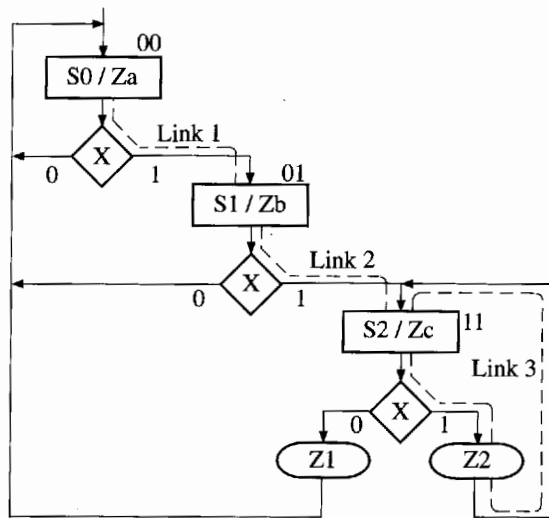 00
S0 / Za
X
0
1
Link 1
01
S1 / Zb
X
0
1
Link 2
S2 / Zc
11
Link 3
X
0
1
Z1
Z2